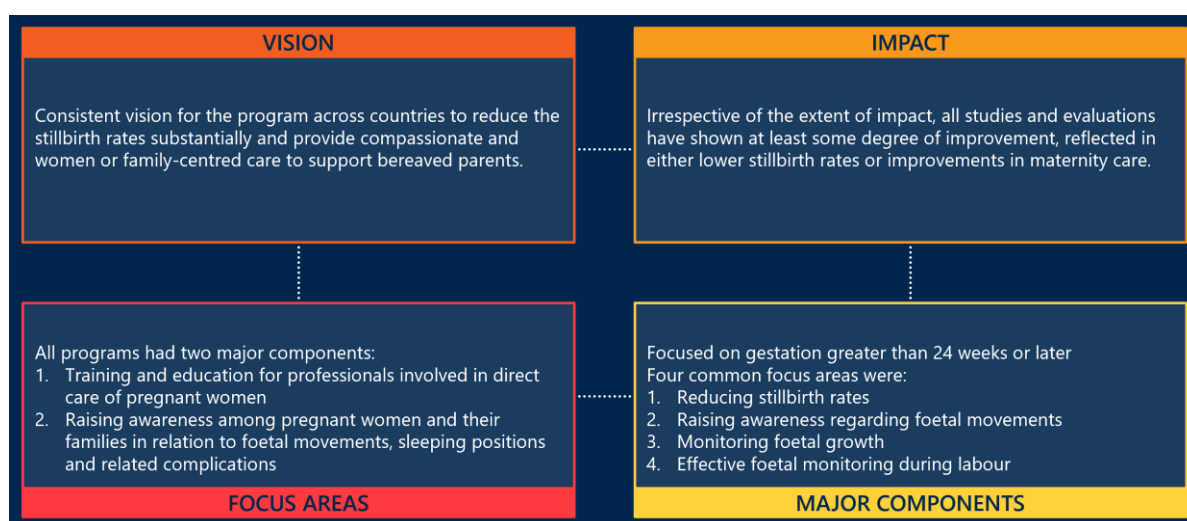 VISION
Consistent vision for the program across countries to reduce the
stillbirth rates substantially and provide compassionate and
women or family-centred care to support bereaved parents.
IMPACT
Irrespective of the extent of impact, all studies and evaluations
have shown at least some degree of improvement, reflected in
either lower stillbirth rates or improvements in maternity care.
All programs had two major components:
1. Training and education for professionals involved in direct
care of pregnant women
2. Raising awareness among pregnant women and their
families in relation to foetal movements, sleeping positions
and related complications
FOCUS AREAS
Focused on gestation greater than 24 weeks or later
Four common focus areas were:
1. Reducing stillbirth rates
2. Raising awareness regarding foetal movements
3. Monitoring foetal growth
4. Effective foetal monitoring during labour
MAJOR COMPONENTS